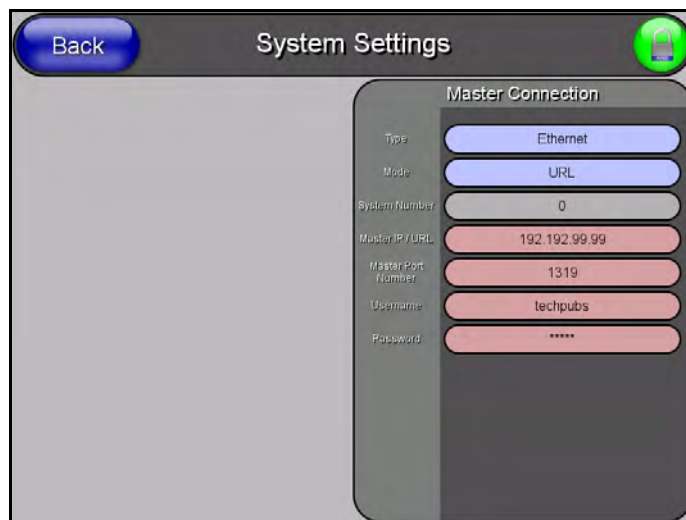 Back
System Settings
Master Connection
Type
Ethernet
Mode
URL
System Number
0
Master IP / URL
192.192.99.99
Master Port
Number
1319
Username
techpubs
Password
*****